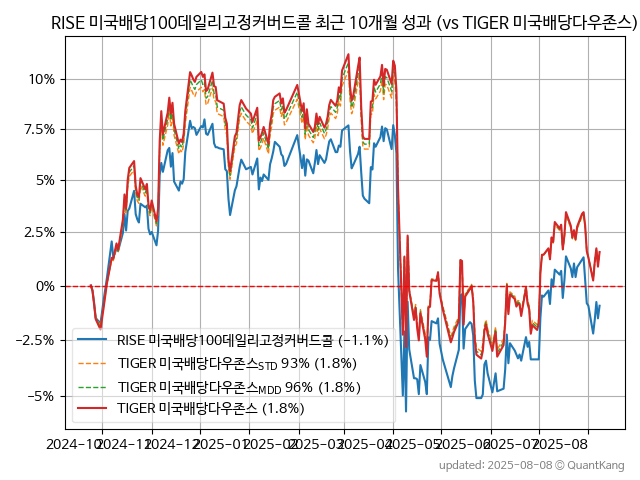 RISE 미국배당100데일리고정커버드콜 최근 10개월 성과 (vs TIGER 미국배당다우존스)
10%
7.5%
5%
2.5%
0%
−2.5%
−5%
RISE 미국배당100데일리고정커버드콜 (−1.1%)
TIGER 미국배당다우존스STD 93% (1.8%)
TIGER 미국배당다우존스MDD 96% (1.8%)
TIGER 미국배당다우존스 (1.8%)
2024-10 2024-11 2024-12 2025-01 2025-02 2025-03 2025-04 2025-05 2025-06 2025-07 2025-08
updated: 2025-08-08 © QuantKang